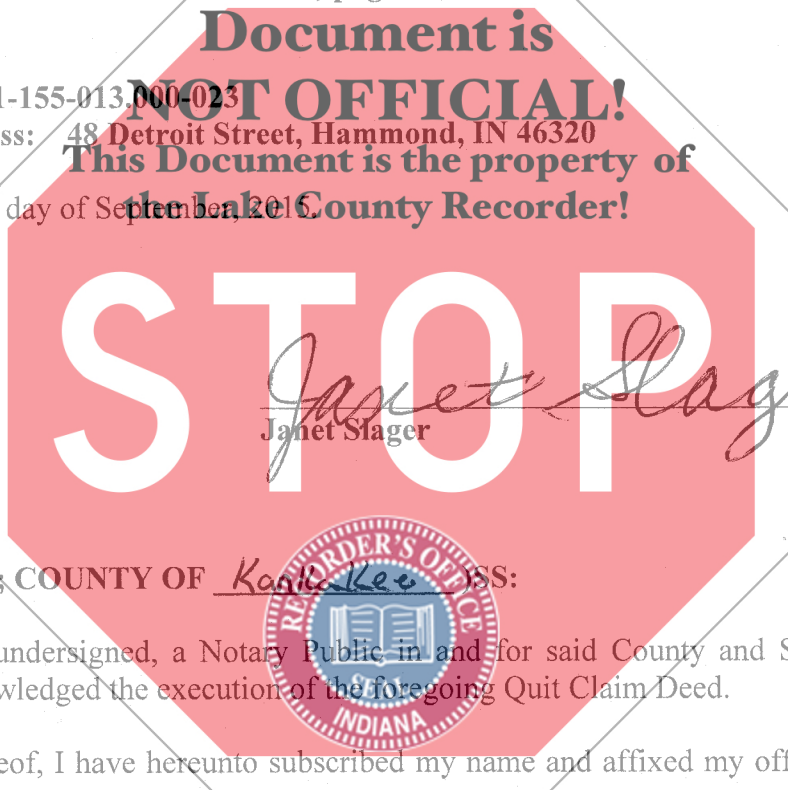 Document is
NOT OFFICIAL!
1-155-013.000-023
ss: 48 Detroit Street, Hammond, IN 46320
This Document is the property of
the Lake County Recorder!
day of September, 2015.
STOP
Janet Slag
Janet Slager
COUNTY OF Kankakee )SS:
RECORDER'S OFFICE
SEAL
INDIANA
undersigned, a Notary Public in and for said County and S
wledged the execution of the foregoing Quit Claim Deed.
eof, I have hereunto subscribed my name and affixed my off